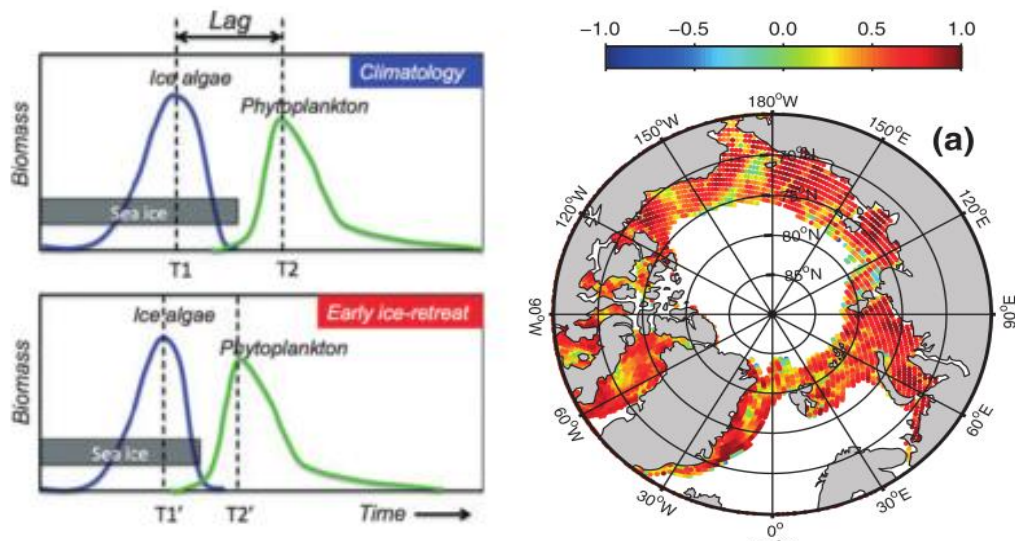 Lag
Climatology
Ice algae
Phytoplankton
Biomass
Sea ice
T1 T2
Early ice-retreat
Ice algae
Phytoplankton
Biomass
Sea ice
T1′ T2′ Time
−1.0 −0.5 0.0 0.5 1.0
(a)
180°W
150°W
150°E
120°W
120°E
90°W
90°E
60°W
60°E
30°W
30°E
0°
70°N
75°N
80°N
85°N